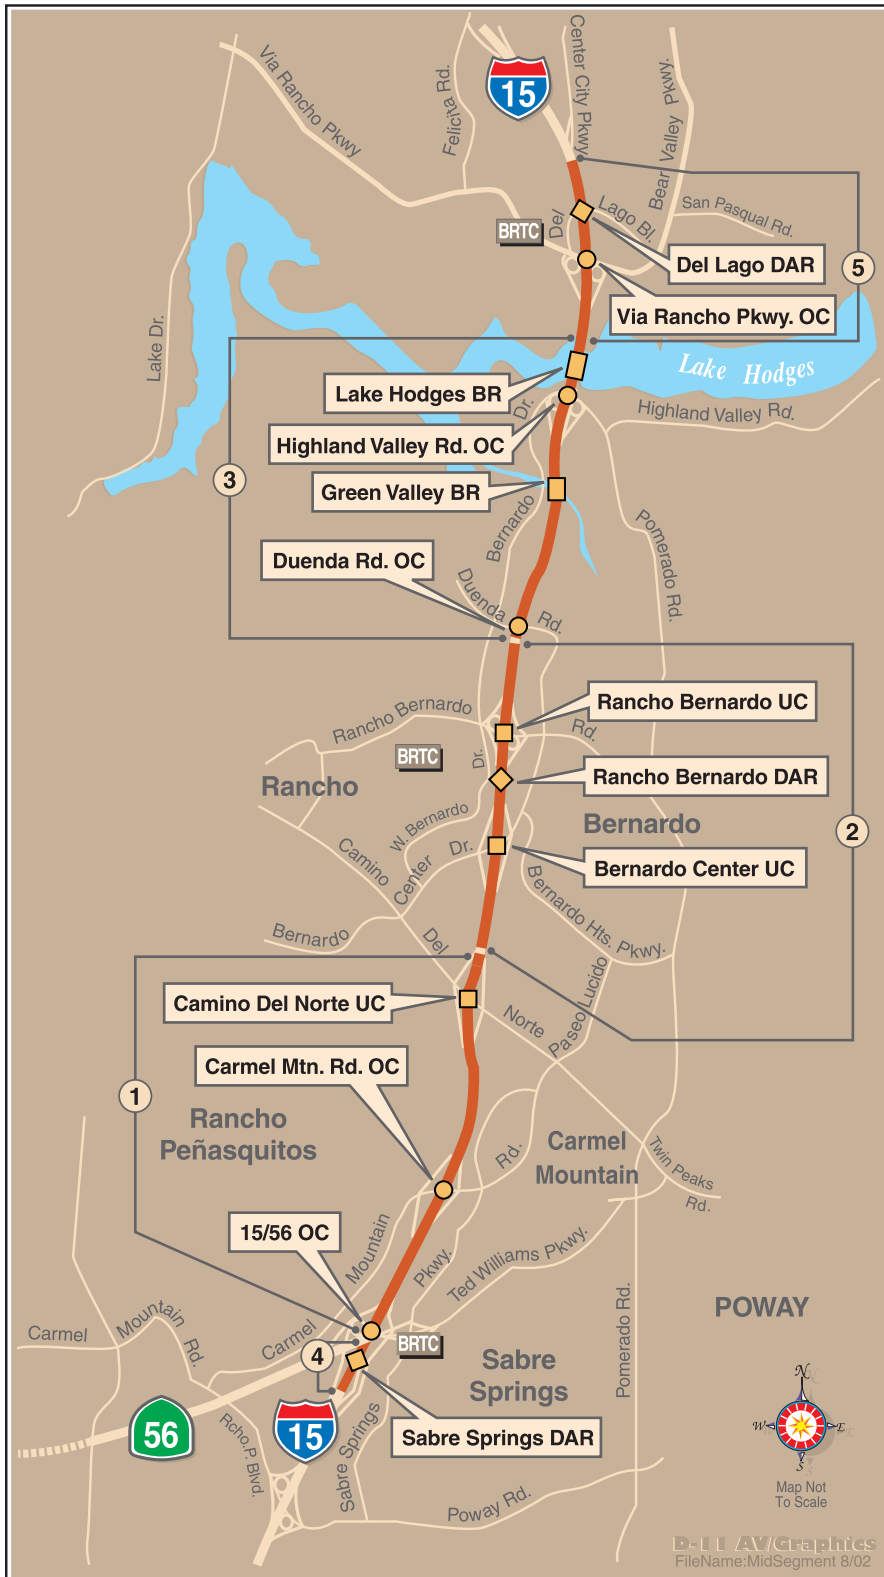 Via Rancho Pkwy
Felicita Rd.
15
Center City Pkwy
Bear Valley Pkwy.
San Pasqual Rd.
Del
Lago Bl.
BRTC
Del Lago DAR
5
Via Rancho Pkwy. OC
Lake Dr.
Lake Hodges
Lake Hodges BR
Dr.
Highland Valley Rd.
Highland Valley Rd. OC
3
Green Valley BR
Bernardo
Pomerado Rd.
Duenda Rd. OC
Duenda
Rd.
Rancho Bernardo UC
Rancho Bernardo
Rd.
BRTC
Dr.
Rancho Bernardo DAR
Rancho
W. Bernardo
Bernardo
2
Camino
Center
Dr.
Bernardo Center UC
Bernardo
Del
Bernardo Hts. Pkwy.
Camino Del Norte UC
Norte
Paseo Lucido
Carmel Mtn. Rd. OC
1
Rancho
Peñasquitos
Rd.
Carmel
Mountain
Twin Peaks
Rd.
15/56 OC
Mountain
Pkwy.
Ted Williams Pkwy.
POWAY
Carmel
Mountain
Rd.
Carmel
4
BRTC
Sabre
Springs
Pomerado Rd.
N
W
E
S
56
15
Rcho.P. Blvd.
Sabre Springs
Sabre Springs DAR
Poway Rd.
Map Not
To Scale
D-11 AV/Graphics
FileName:MidSegment 8/02